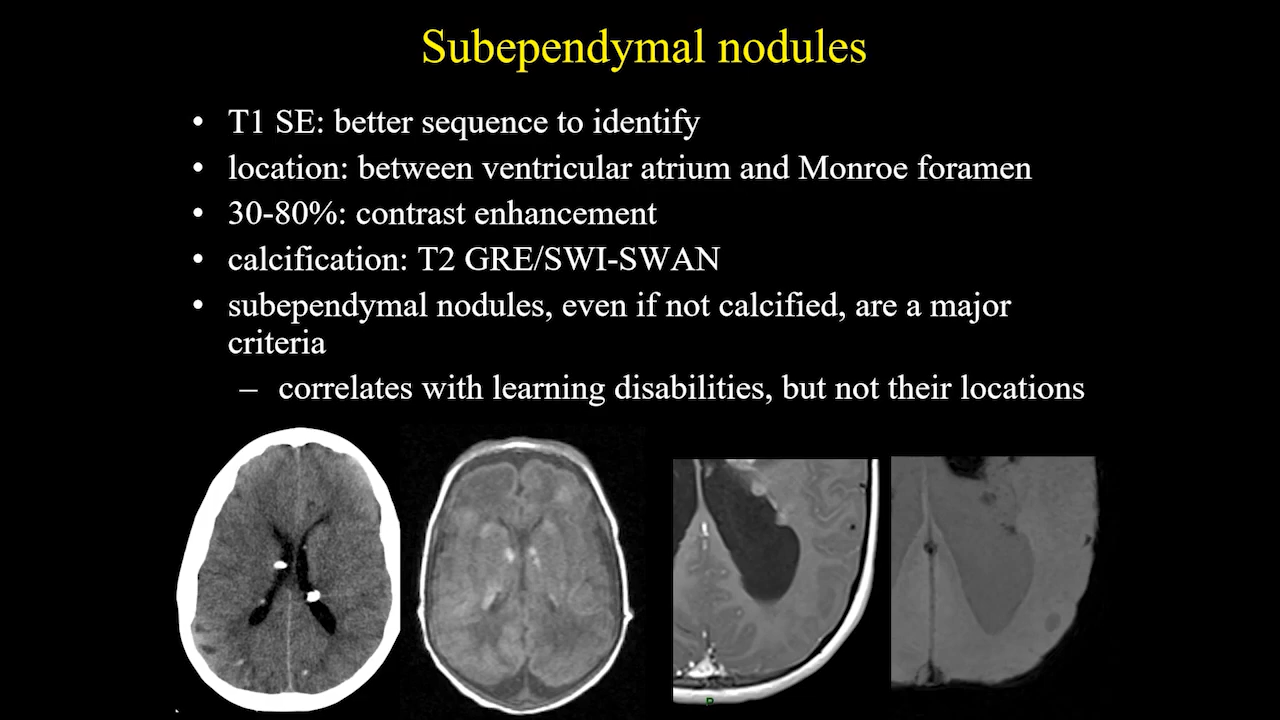 Subependymal nodules
• T1 SE: better sequence to identify
• location: between ventricular atrium and Monroe foramen
• 30-80%: contrast enhancement
• calcification: T2 GRE/SWI-SWAN
• subependymal nodules, even if not calcified, are a major
criteria
– correlates with learning disabilities, but not their locations
P